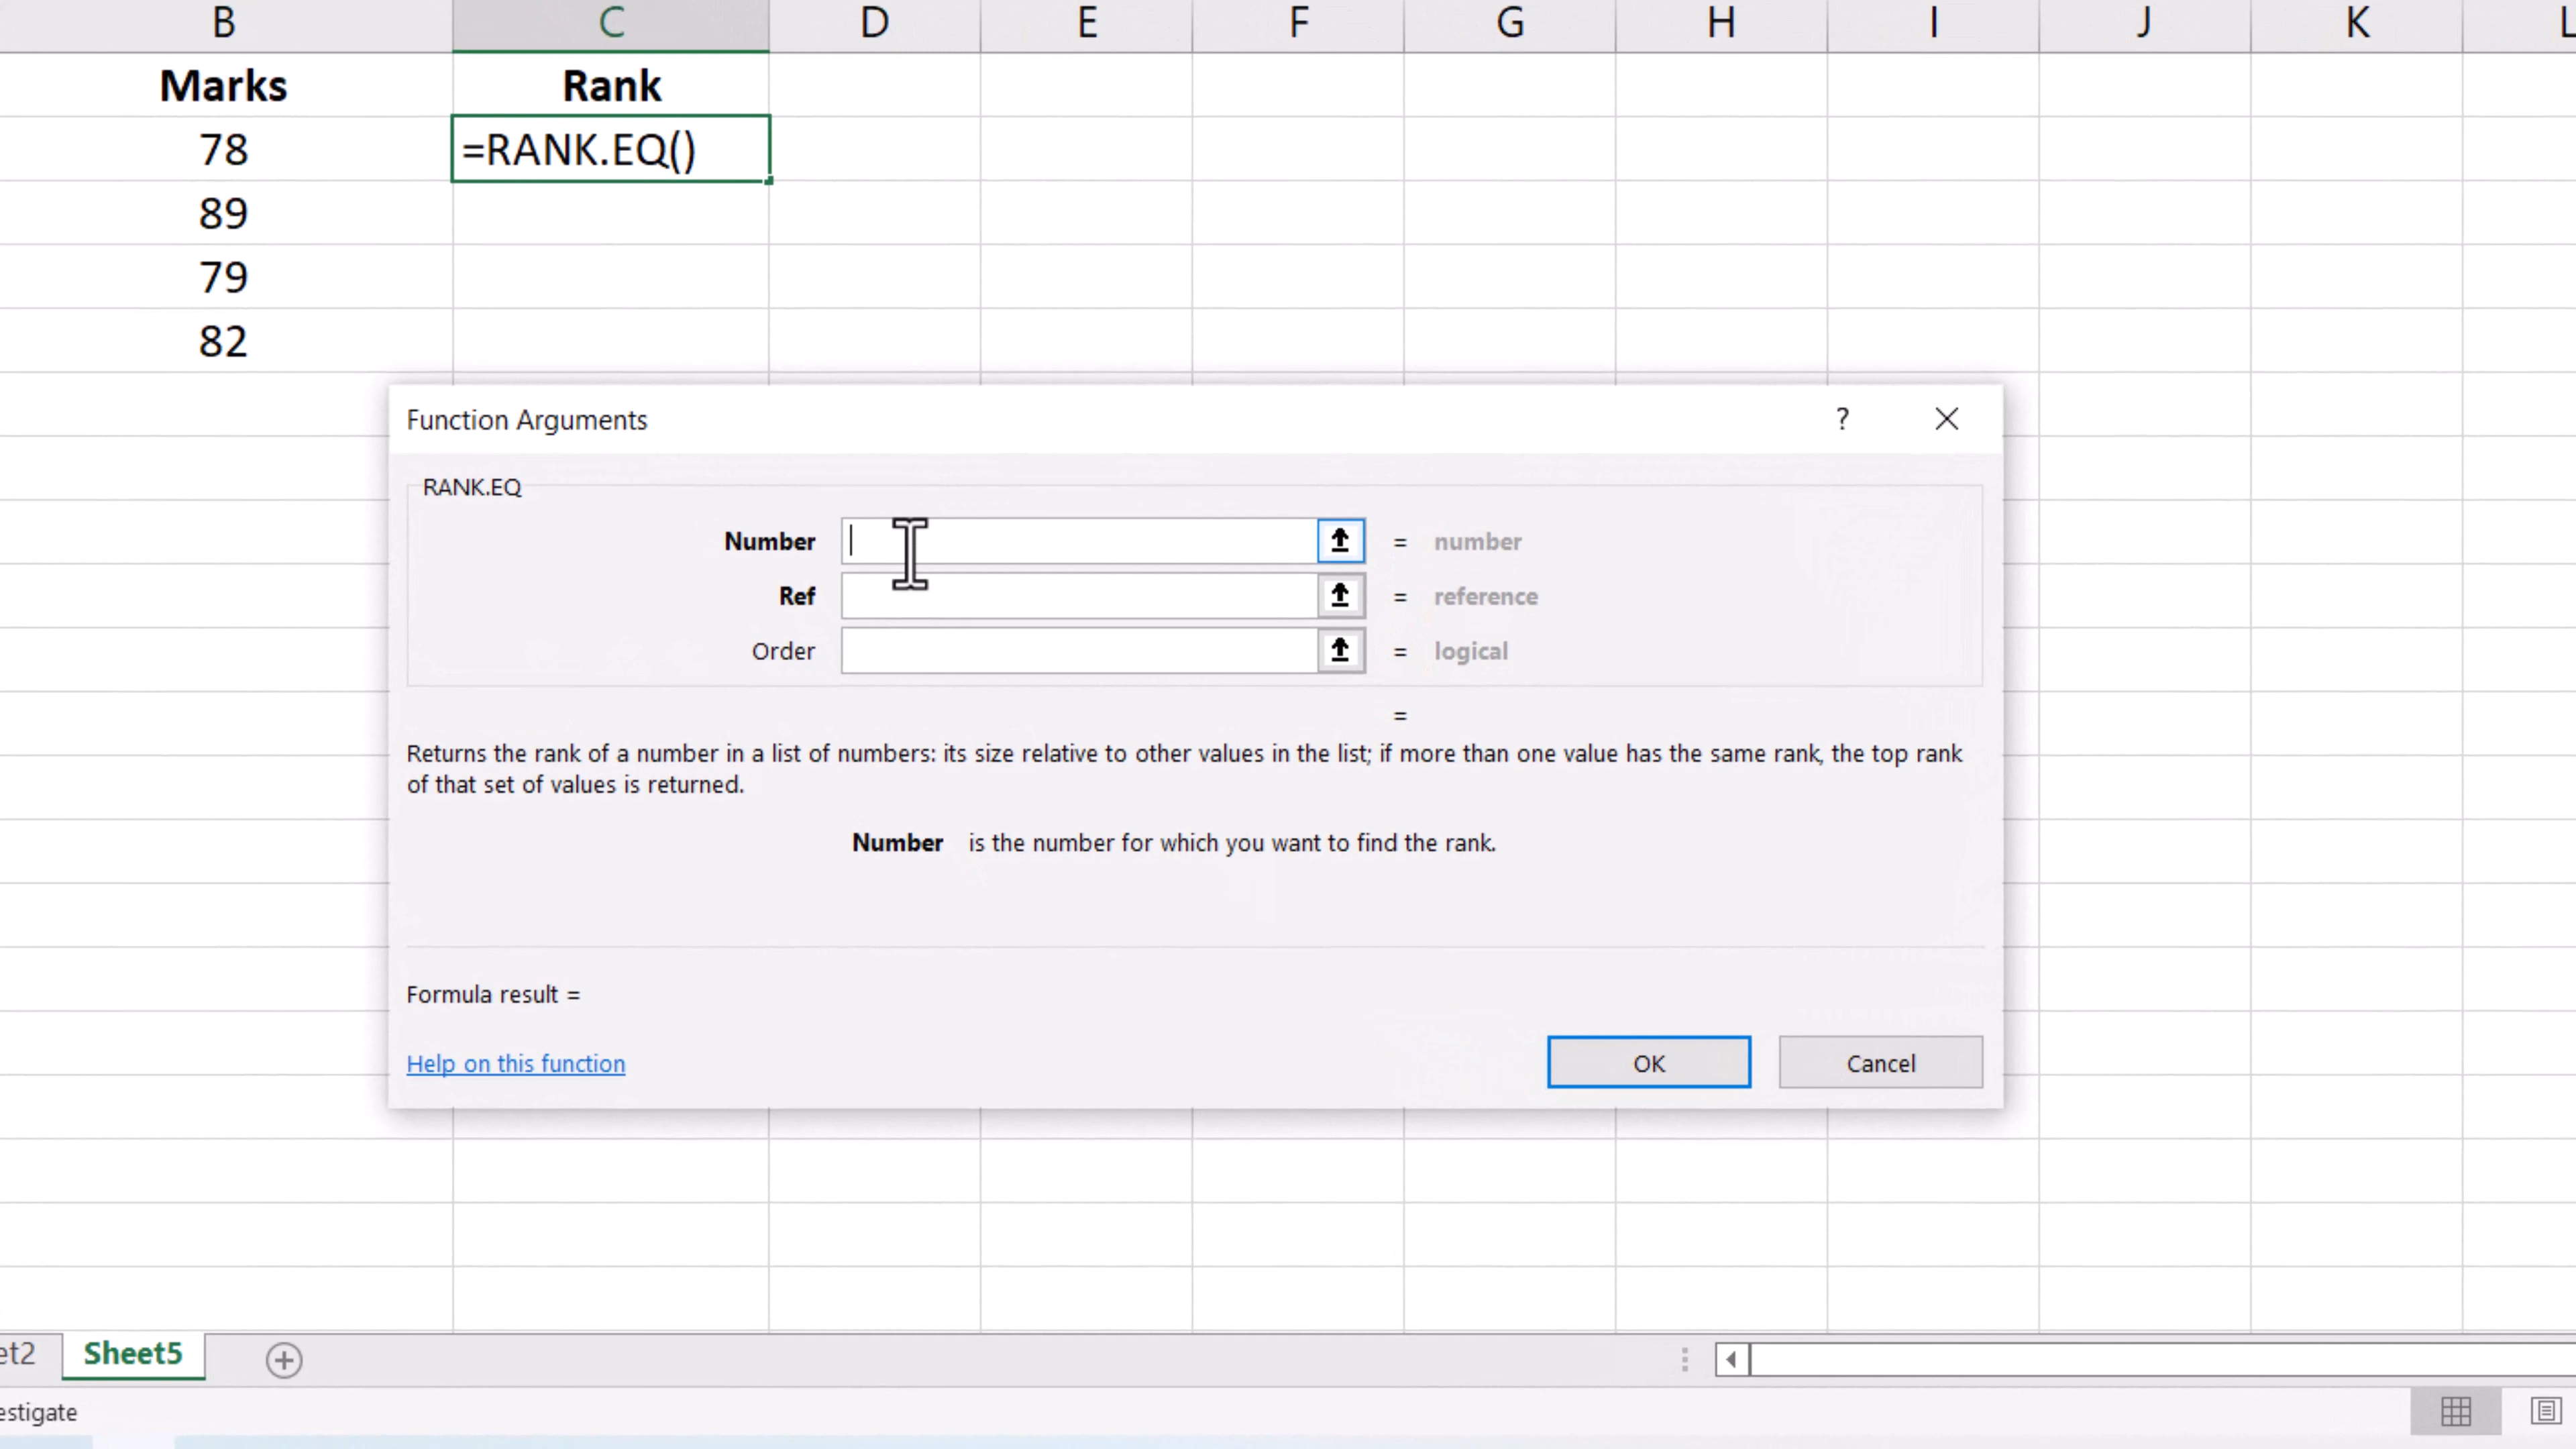 B C D E F G H I J K L
Marks Rank
78 =RANK.EQ()
89
79
82
Function Arguments ?
RANK.EQ
Number = number
Ref = reference
Order = logical
=
Returns the rank of a number in a list of numbers: its size relative to other values in the list; if more than one value has the same rank, the top rank
of that set of values is returned.
Number is the number for which you want to find the rank.
Formula result =
Help on this function OK Cancel
et2 Sheet5
estigate